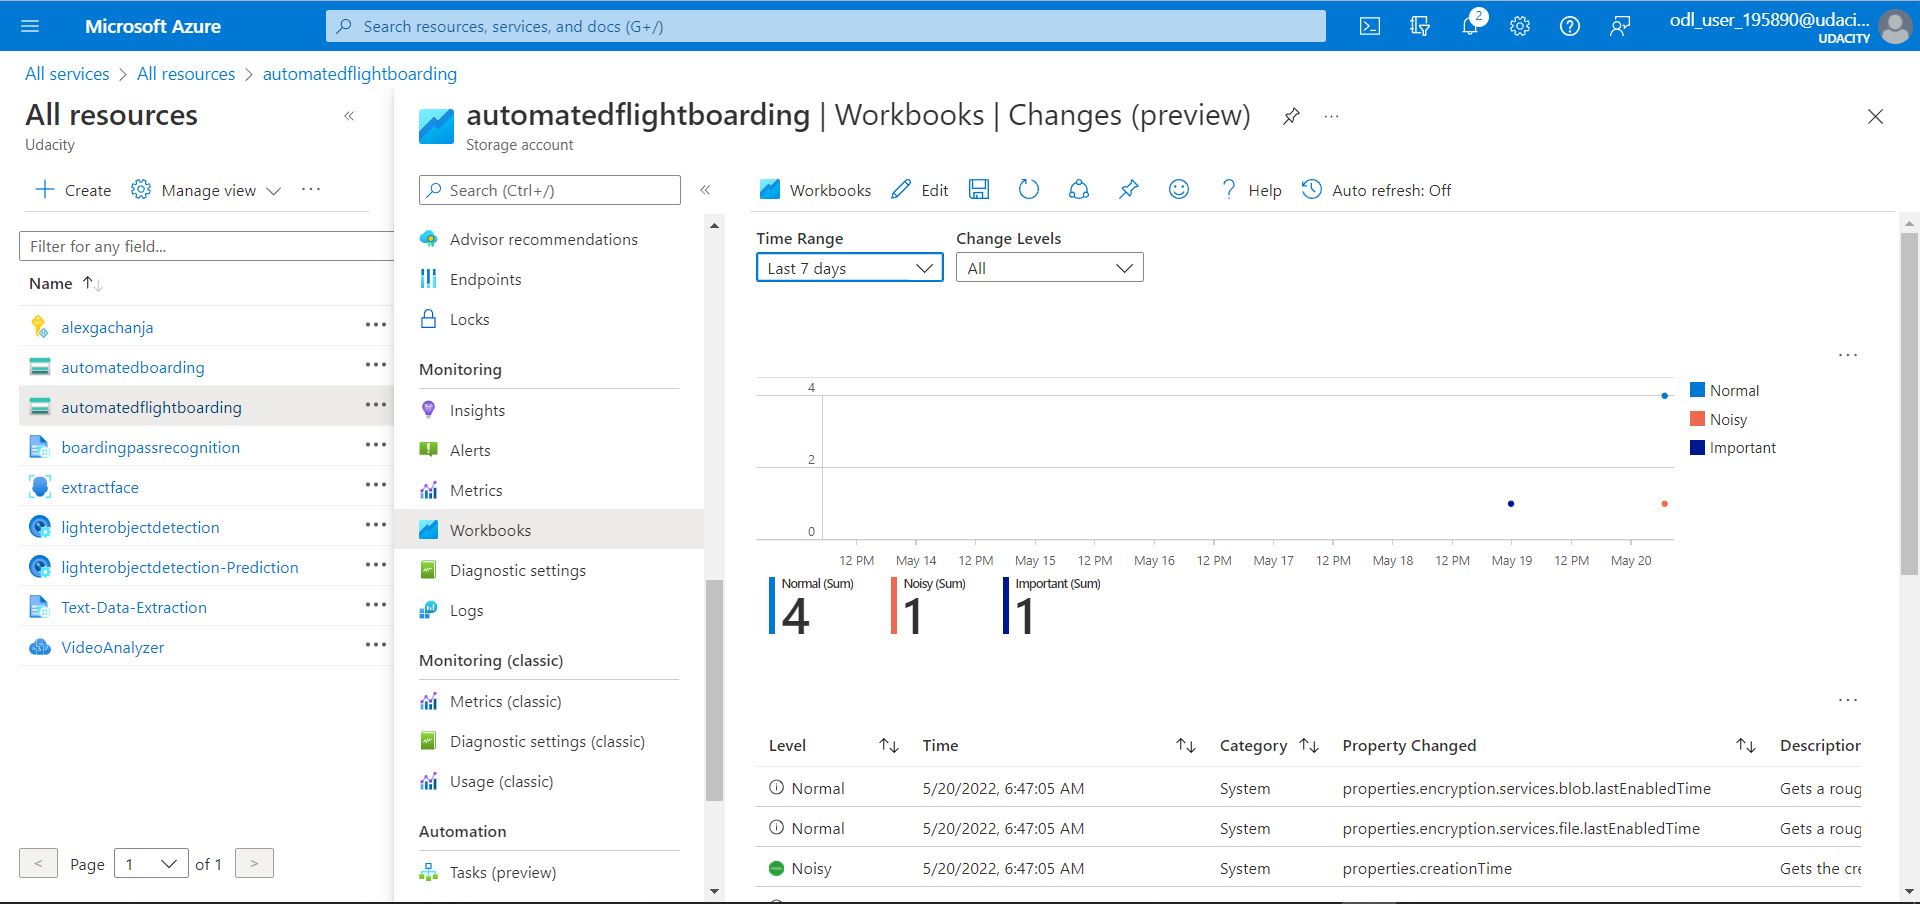 Microsoft Azure
Search resources, services, and docs (G+/)
2
odl_user_195890@udaci...
UDACITY
All services > All resources > automatedflightboarding
All resources
«
Udacity
automatedflightboarding | Workbooks | Changes (preview)
Storage account
Create
Manage view
Search (Ctrl+/)
«
Workbooks
Edit
? Help
Auto refresh: Off
Filter for any field...
Name
alexgachanja
automatedboarding
automatedflightboarding
boardingpassrecognition
extractface
lighterobjectdetection
lighterobjectdetection-Prediction
Text-Data-Extraction
VideoAnalyzer
< Page 1 of 1 >
Advisor recommendations
Endpoints
Locks
Monitoring
Insights
Alerts
Metrics
Workbooks
Diagnostic settings
Logs
Monitoring (classic)
Metrics (classic)
Diagnostic settings (classic)
Usage (classic)
Automation
Tasks (preview)
Time Range
Change Levels
Last 7 days
All
4
2
0
Normal
Noisy
Important
12 PM May 14 12 PM May 15 12 PM May 16 12 PM May 17 12 PM May 18 12 PM May 19 12 PM May 20
Normal (Sum)
4
Noisy (Sum)
1
Important (Sum)
1
Level Time Category Property Changed Description
Normal 5/20/2022, 6:47:05 AM System properties.encryption.services.blob.lastEnabledTime Gets a roug
Normal 5/20/2022, 6:47:05 AM System properties.encryption.services.file.lastEnabledTime Gets a roug
Noisy 5/20/2022, 6:47:05 AM System properties.creationTime Gets the cre